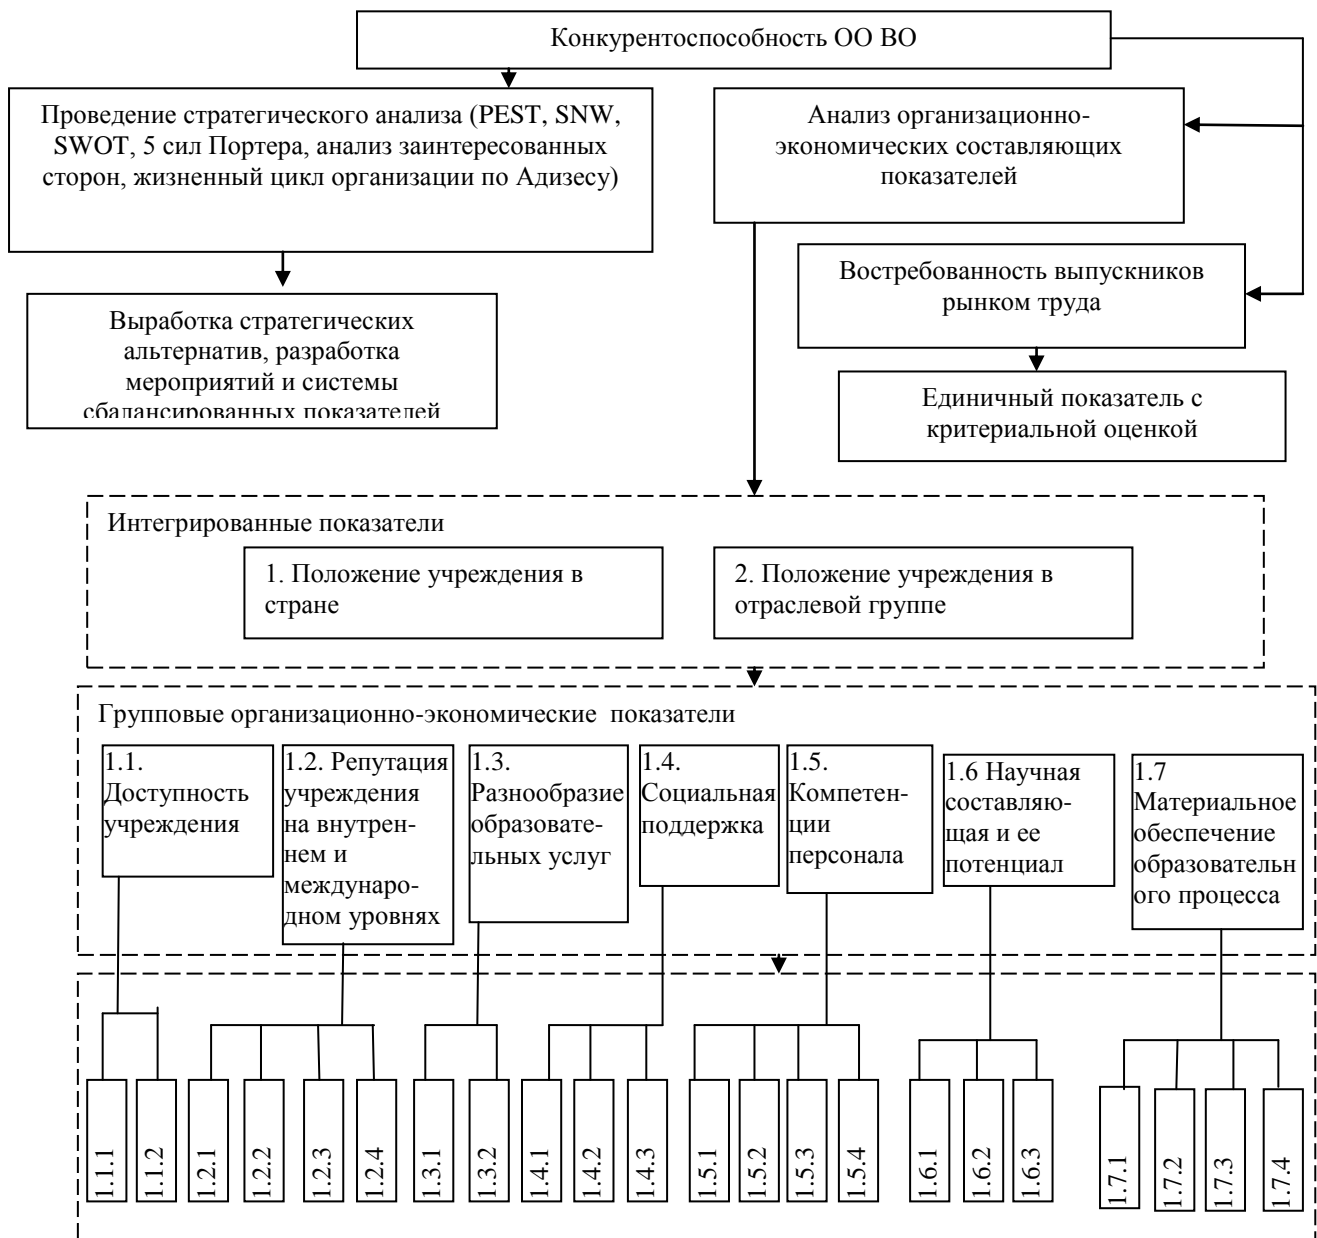 Конкурентоспособность ОО ВО
Проведение стратегического анализа (PEST, SNW,
SWOT, 5 сил Портера, анализ заинтересованных
сторон, жизненный цикл организации по Адизесу)
Анализ организационно-
экономических составляющих
показателей
Востребованность выпускников
рынком труда
Выработка стратегических
альтернатив, разработка
мероприятий и системы
сбалансированных показателей
Единичный показатель с
критериальной оценкой
Интегрированные показатели
1. Положение учреждения в
стране
2. Положение учреждения в
отраслевой группе
Групповые организационно-экономические показатели
1.1.
Доступность
учреждения
1.2. Репутация
учреждения
на внутрен-
нем и
междунаро-
дном уровнях
1.3.
Разнообразие
образовате-
льных услуг
1.4.
Социальная
поддержка
1.5.
Компетен-
ции
персонала
1.6 Научная
составляю-
щая и ее
потенциал
1.7
Материальное
обеспечение
образовательн
ого процесса
1.1.1
1.1.2
1.2.1
1.2.2
1.2.3
1.2.4
1.3.1
1.3.2
1.4.1
1.4.2
1.4.3
1.5.1
1.5.2
1.5.3
1.5.4
1.6.1
1.6.2
1.6.3
1.7.1
1.7.2
1.7.3
1.7.4